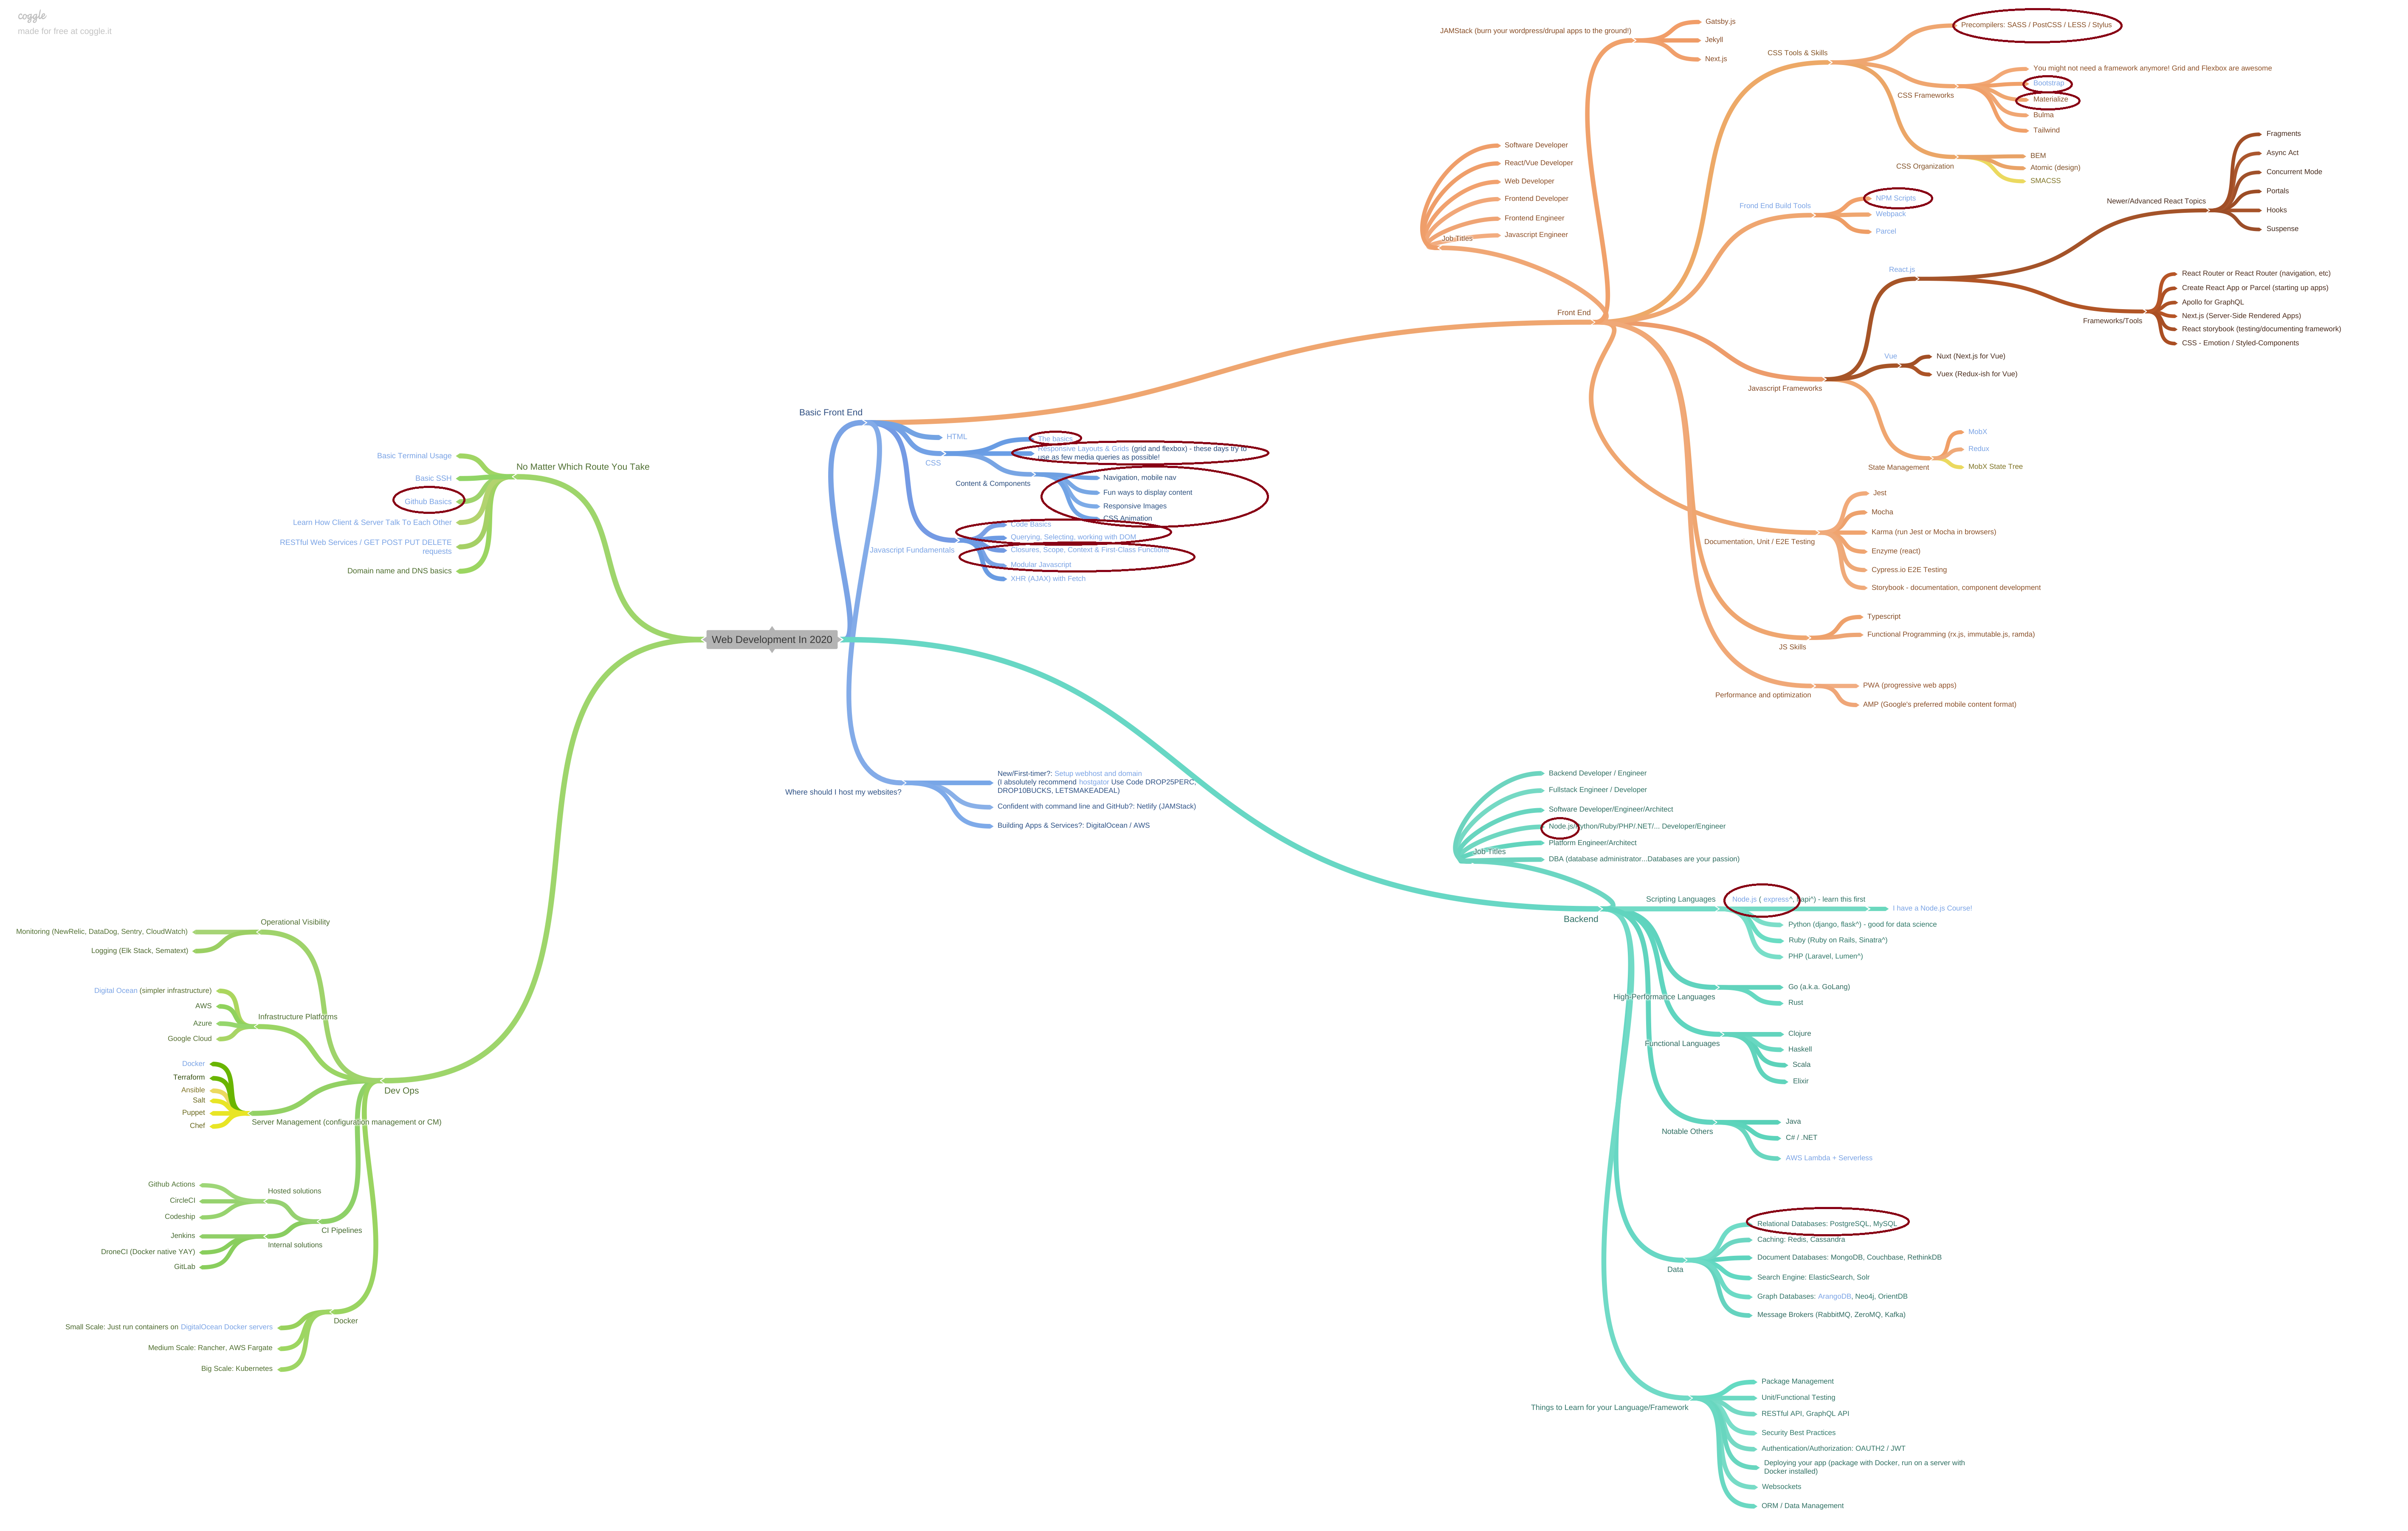 coggle
made for free at coggle.it
Web Development In 2020
No Matter Which Route You Take
Basic Terminal Usage
Basic SSH
Github Basics
Learn How Client & Server Talk To Each Other
RESTful Web Services / GET POST PUT DELETE
requests
Domain name and DNS basics
Dev Ops
Operational Visibility
Monitoring (NewRelic, DataDog, Sentry, CloudWatch)
Logging (Elk Stack, Sematext)
Infrastructure Platforms
Digital Ocean (simpler infrastructure)
AWS
Azure
Google Cloud
Server Management (configuration management or CM)
Docker
Terraform
Ansible
Salt
Puppet
Chef
CI Pipelines
Hosted solutions
Github Actions
CircleCI
Codeship
Internal solutions
Jenkins
DroneCI (Docker native YAY)
GitLab
Docker
Small Scale: Just run containers on DigitalOcean Docker servers
Medium Scale: Rancher, AWS Fargate
Big Scale: Kubernetes
Basic Front End
HTML
CSS
The basics
Responsive Layouts & Grids (grid and flexbox) - these days try to
use as few media queries as possible!
Content & Components
Navigation, mobile nav
Fun ways to display content
Responsive Images
CSS Animation
Javascript Fundamentals
Code Basics
Querying, Selecting, working with DOM
Closures, Scope, Context & First-Class Functions
Modular Javascript
XHR (AJAX) with Fetch
Where should I host my websites?
New/First-timer?: Setup webhost and domain
(I absolutely recommend hostgator Use Code DROP25PERC,
DROP10BUCKS, LETSMAKEADEAL)
Confident with command line and GitHub?: Netlify (JAMStack)
Building Apps & Services?: DigitalOcean / AWS
Front End
JAMStack (burn your wordpress/drupal apps to the ground!)
Gatsby.js
Jekyll
Next.js
Job Titles
Software Developer
React/Vue Developer
Web Developer
Frontend Developer
Frontend Engineer
Javascript Engineer
CSS Tools & Skills
Precompilers: SASS / PostCSS / LESS / Stylus
CSS Frameworks
You might not need a framework anymore! Grid and Flexbox are awesome
Bootstrap
Materialize
Bulma
Tailwind
CSS Organization
BEM
Atomic (design)
SMACSS
Frond End Build Tools
NPM Scripts
Webpack
Parcel
Javascript Frameworks
React.js
Newer/Advanced React Topics
Fragments
Async Act
Concurrent Mode
Portals
Hooks
Suspense
Frameworks/Tools
React Router or React Router (navigation, etc)
Create React App or Parcel (starting up apps)
Apollo for GraphQL
Next.js (Server-Side Rendered Apps)
React storybook (testing/documenting framework)
CSS - Emotion / Styled-Components
Vue
Nuxt (Next.js for Vue)
Vuex (Redux-ish for Vue)
State Management
MobX
Redux
MobX State Tree
Documentation, Unit / E2E Testing
Jest
Mocha
Karma (run Jest or Mocha in browsers)
Enzyme (react)
Cypress.io E2E Testing
Storybook - documentation, component development
JS Skills
Typescript
Functional Programming (rx.js, immutable.js, ramda)
Performance and optimization
PWA (progressive web apps)
AMP (Google's preferred mobile content format)
Backend
Job Titles
Backend Developer / Engineer
Fullstack Engineer / Developer
Software Developer/Engineer/Architect
Node.js/Python/Ruby/PHP/.NET/... Developer/Engineer
Platform Engineer/Architect
DBA (database administrator...Databases are your passion)
Scripting Languages
Node.js ( express^, hapi^) - learn this first
I have a Node.js Course!
Python (django, flask^) - good for data science
Ruby (Ruby on Rails, Sinatra^)
PHP (Laravel, Lumen^)
High-Performance Languages
Go (a.k.a. GoLang)
Rust
Functional Languages
Clojure
Haskell
Scala
Elixir
Notable Others
Java
C# / .NET
AWS Lambda + Serverless
Data
Relational Databases: PostgreSQL, MySQL
Caching: Redis, Cassandra
Document Databases: MongoDB, Couchbase, RethinkDB
Search Engine: ElasticSearch, Solr
Graph Databases: ArangoDB, Neo4j, OrientDB
Message Brokers (RabbitMQ, ZeroMQ, Kafka)
Things to Learn for your Language/Framework
Package Management
Unit/Functional Testing
RESTful API, GraphQL API
Security Best Practices
Authentication/Authorization: OAUTH2 / JWT
Deploying your app (package with Docker, run on a server with
Docker installed)
Websockets
ORM / Data Management